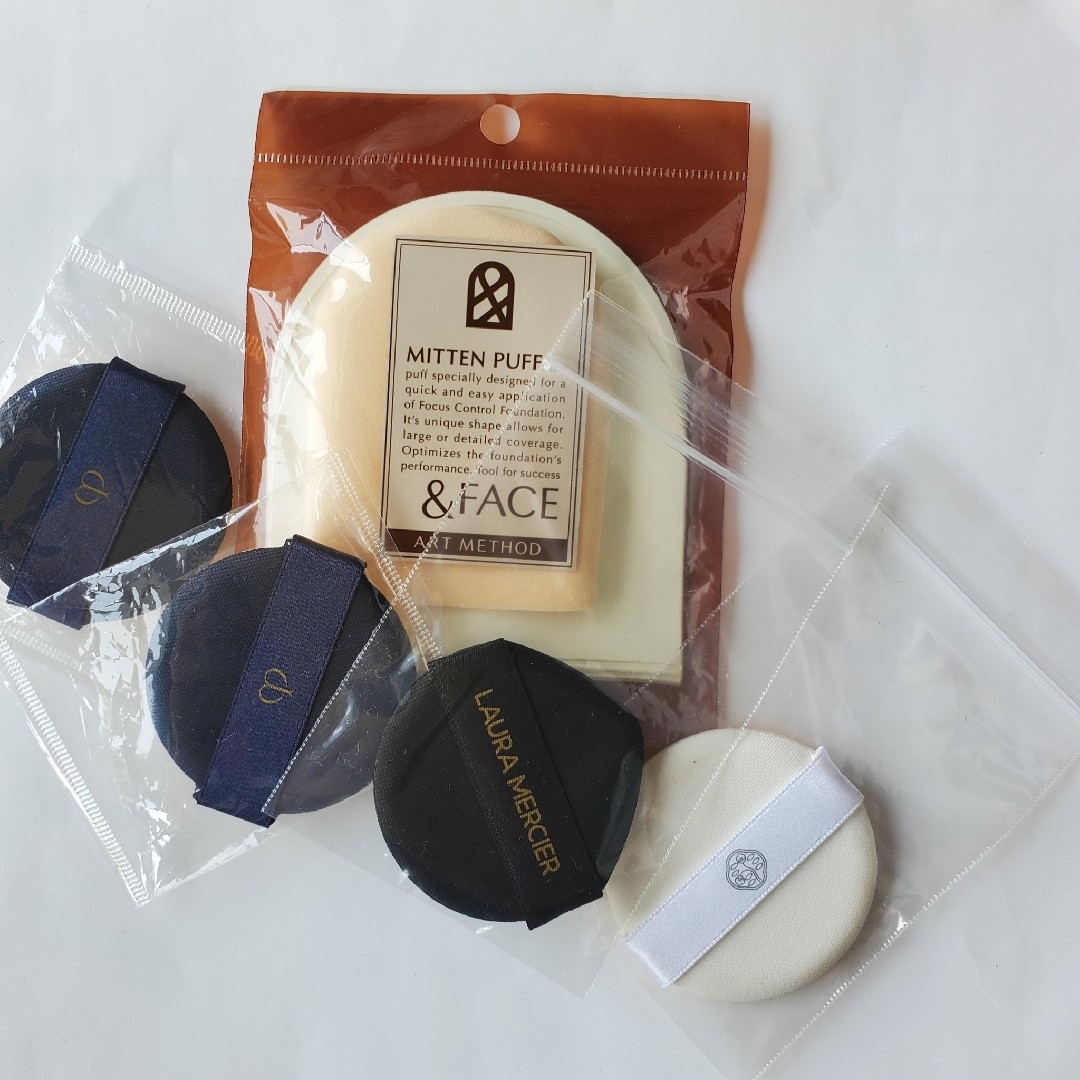 &
MITTEN PUFF
puff specially designed for a
quick and easy application
of Focus Control Foundation.
It's unique shape allows for
large or detailed coverage.
Optimizes the foundation's
performance. Tool for success
&FACE
ART METHOD
LAURA MERCIER